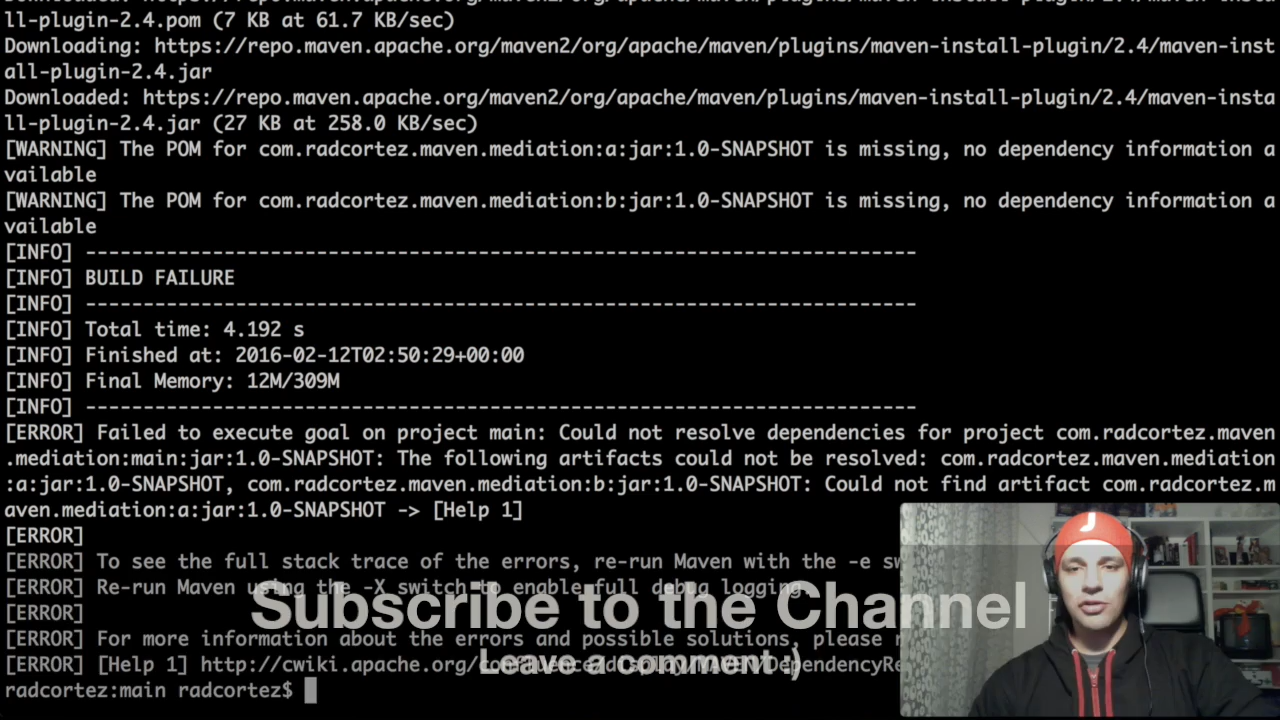 ll-plugin-2.4.pom (7 KB at 61.7 KB/sec)
Downloading: https://repo.maven.apache.org/maven2/org/apache/maven/plugins/maven-install-plugin/2.4/maven-inst
all-plugin-2.4.jar
Downloaded: https://repo.maven.apache.org/maven2/org/apache/maven/plugins/maven-install-plugin/2.4/maven-insta
ll-plugin-2.4.jar (27 KB at 258.0 KB/sec)
[WARNING] The POM for com.radcortez.maven.mediation:a:jar:1.0-SNAPSHOT is missing, no dependency information a
vailable
[WARNING] The POM for com.radcortez.maven.mediation:b:jar:1.0-SNAPSHOT is missing, no dependency information a
vailable
[INFO] ------------------------------------------------------------------------
[INFO] BUILD FAILURE
[INFO] ------------------------------------------------------------------------
[INFO] Total time: 4.192 s
[INFO] Finished at: 2016-02-12T02:50:29+00:00
[INFO] Final Memory: 12M/309M
[INFO] ------------------------------------------------------------------------
[ERROR] Failed to execute goal on project main: Could not resolve dependencies for project com.radcortez.maven
.mediation:main:jar:1.0-SNAPSHOT: The following artifacts could not be resolved: com.radcortez.maven.mediation
:a:jar:1.0-SNAPSHOT, com.radcortez.maven.mediation:b:jar:1.0-SNAPSHOT: Could not find artifact com.radcortez.m
aven.mediation:a:jar:1.0-SNAPSHOT -> [Help 1]
[ERROR]
[ERROR] To see the full stack trace of the errors, re-run Maven with the -e sw
[ERROR] Re-run Maven using the -X switch to enable full debug logging.
Subscribe to the Channel
[ERROR]
[ERROR] For more information about the errors and possible solutions, please
Leave a comment :)
[ERROR] [Help 1] http://cwiki.apache.org/
radcortez:main radcortez$